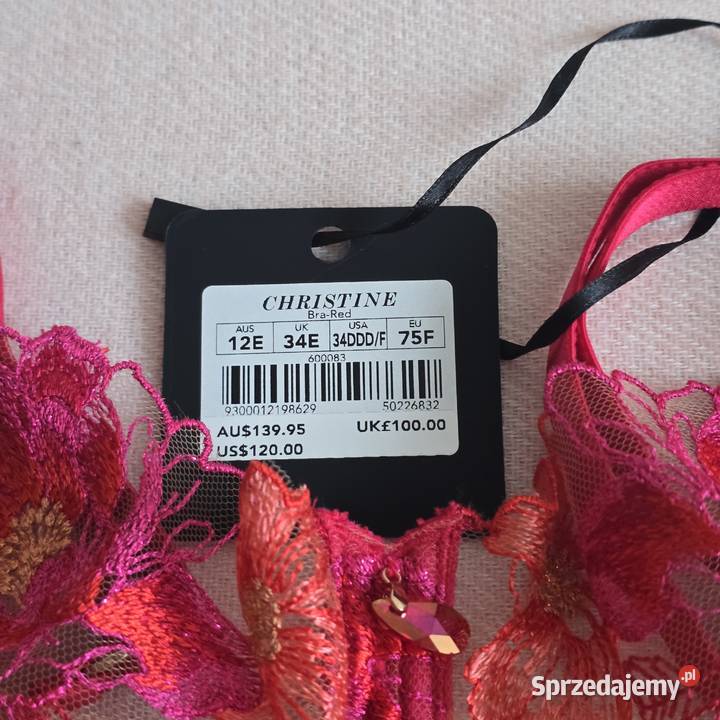 CHRISTINE
Bra-Red
AUS UK USA EU
12E 34E 34DDD/F 75F
600083
9300012198629 50226832
AU$139.95 UK£100.00
US$120.00
Sprzedajemy.pl